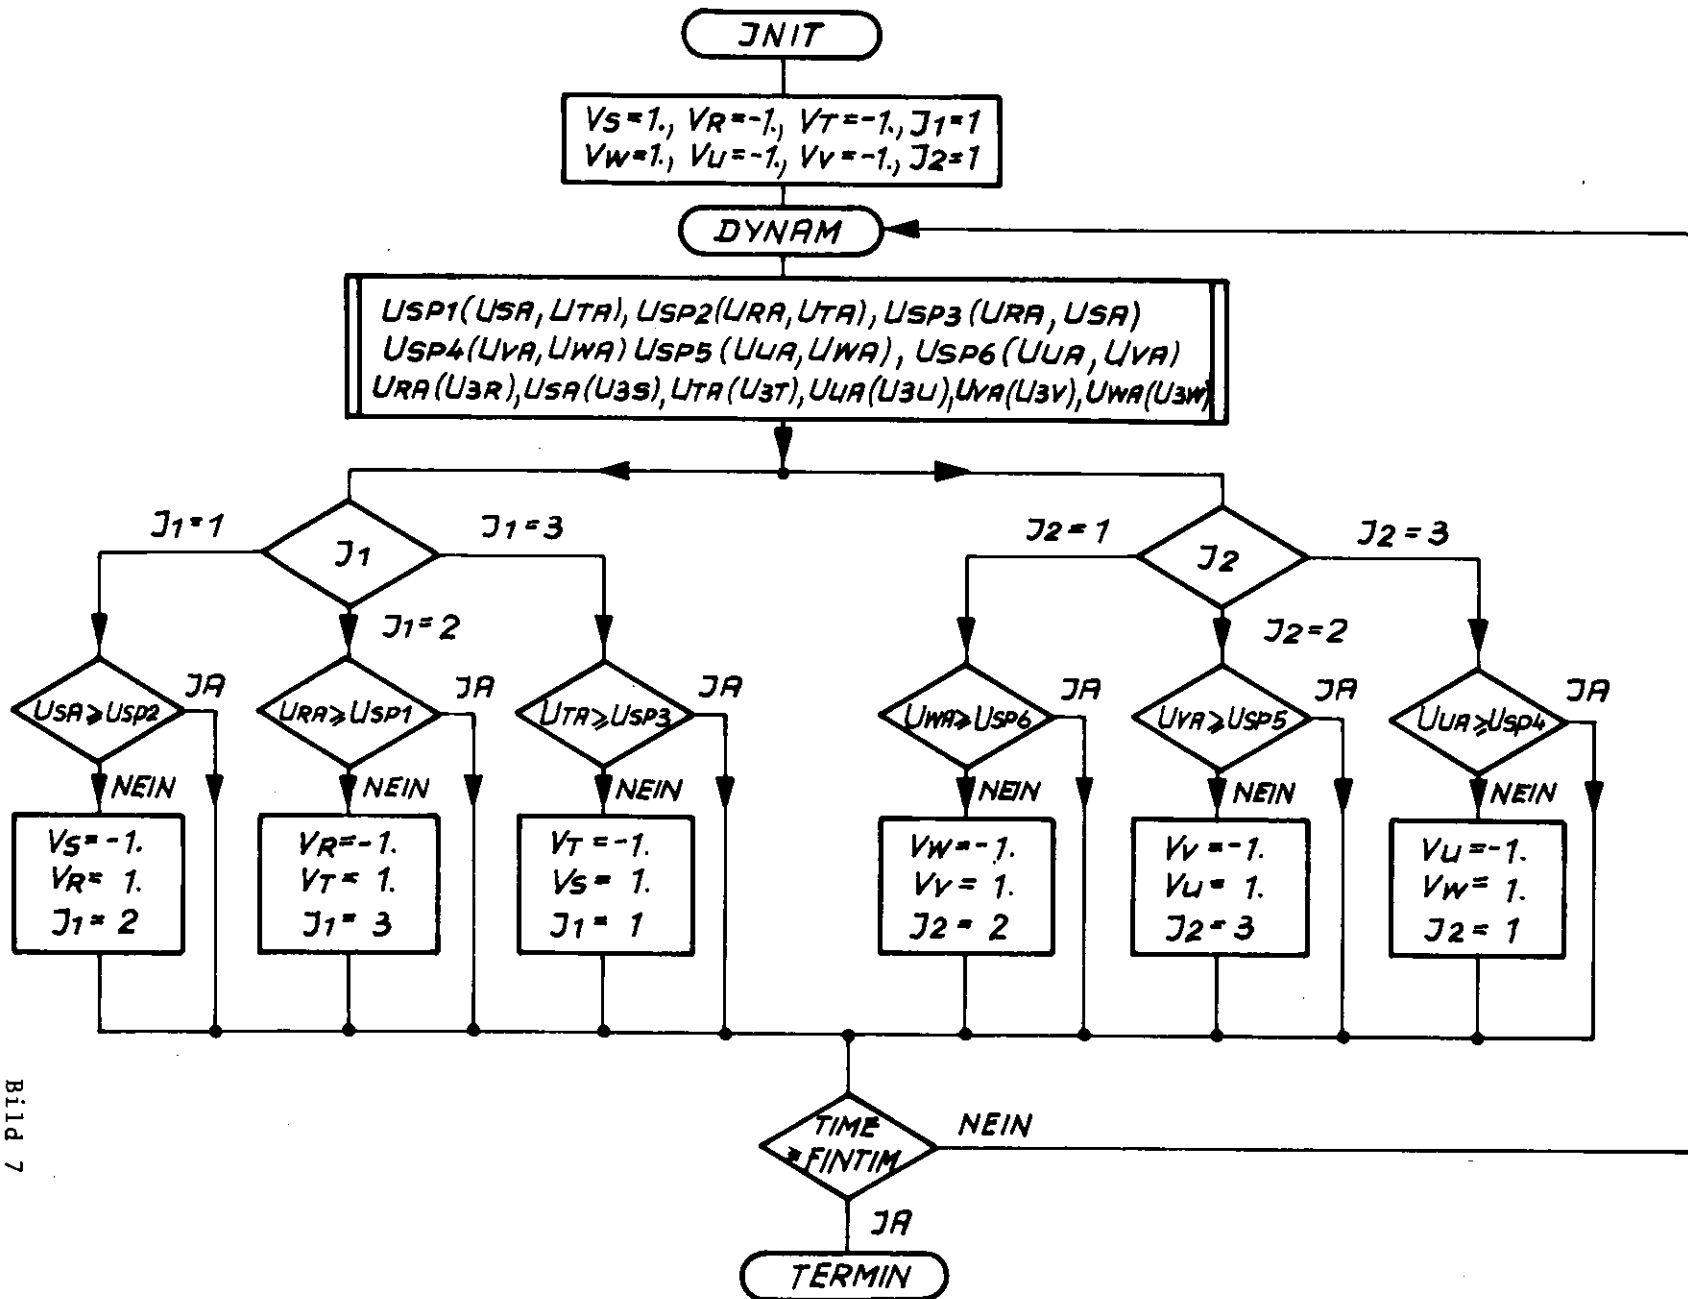 JNIT
VS=1., VR=-1., VT=-1., J1=1
VW=1., VU=-1., VV=-1., J2=1
DYNAM
USP1(USA, UTA), USP2(URA, UTA), USP3(URA, USA)
USP4(UVA, UWA) USP5(UUA, UWA), USP6(UUA, UVA)
URA(U3R), USA(U3S), UTA(U3T), UUA(U3U), UVA(U3V), UWA(U3W)
J1=1
J1
J1=3
J2=1
J2
J2=3
J1=2
J2=2
USA≥USP2
JA
URA≥USP1
JA
UTA≥USP3
JA
UWA≥USP6
JA
UVA≥USP5
JA
UUA≥USP4
JA
NEIN
NEIN
NEIN
NEIN
NEIN
NEIN
VS=-1.
VR= 1.
J1= 2
VR=-1.
VT= 1.
J1= 3
VT=-1.
VS= 1.
J1= 1
VW=-1.
VV= 1.
J2= 2
VV=-1.
VU= 1.
J2= 3
VU=-1.
VW= 1.
J2= 1
TIME
FINTIM
NEIN
JA
TERMIN
Bild 7